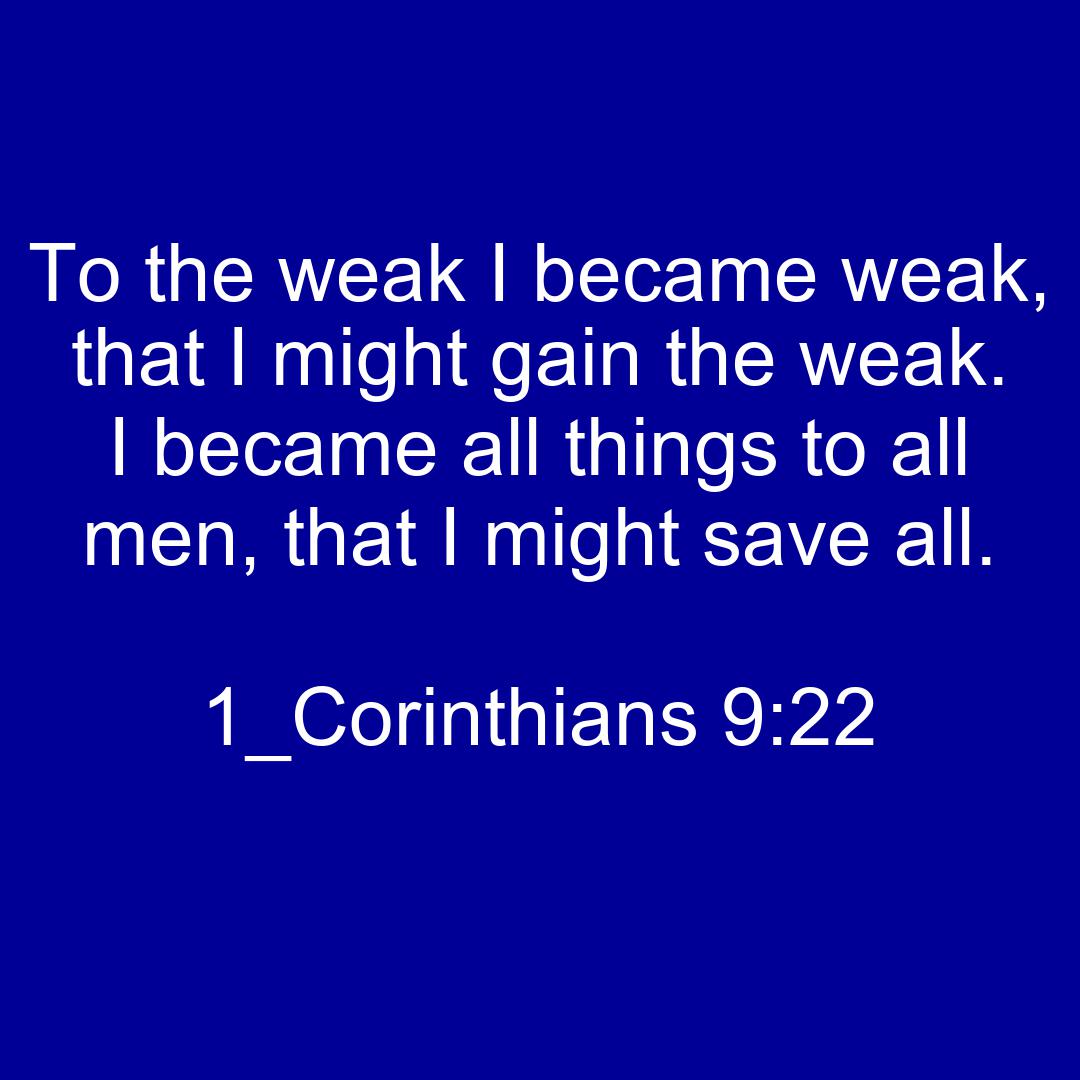 To the weak I became weak,
that I might gain the weak.
I became all things to all
men, that I might save all.
1_Corinthians 9:22